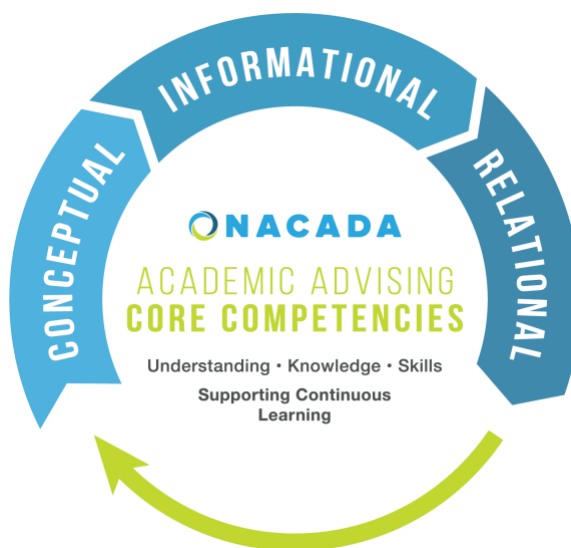 CONCEPTUAL
INFORMATIONAL
RELATIONAL
NACADA
ACADEMIC ADVISING
CORE COMPETENCIES
Understanding • Knowledge • Skills
Supporting Continuous
Learning